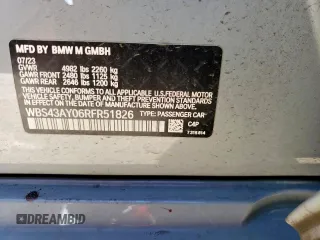 MFD BY BMW M GMBH
07/23
GVWR 4982 lbs 2260 kg
GAWR FRONT 2480 lbs 1125 kg
GAWR REAR 2646 lbs 1200 kg
THIS VEHICLE CONFORMS TO ALL APPLICABLE
U.S. FEDERAL MOTOR VEHICLE SAFETY, BUMPER,
AND THEFT PREVENTION STANDARDS IN EFFECT
ON THE DATE OF MANUFACTURE SHOWN ABOVE.
WBS43AY06RFR51826 TYPE: PASSENGER CAR
C4P
DREAMBID